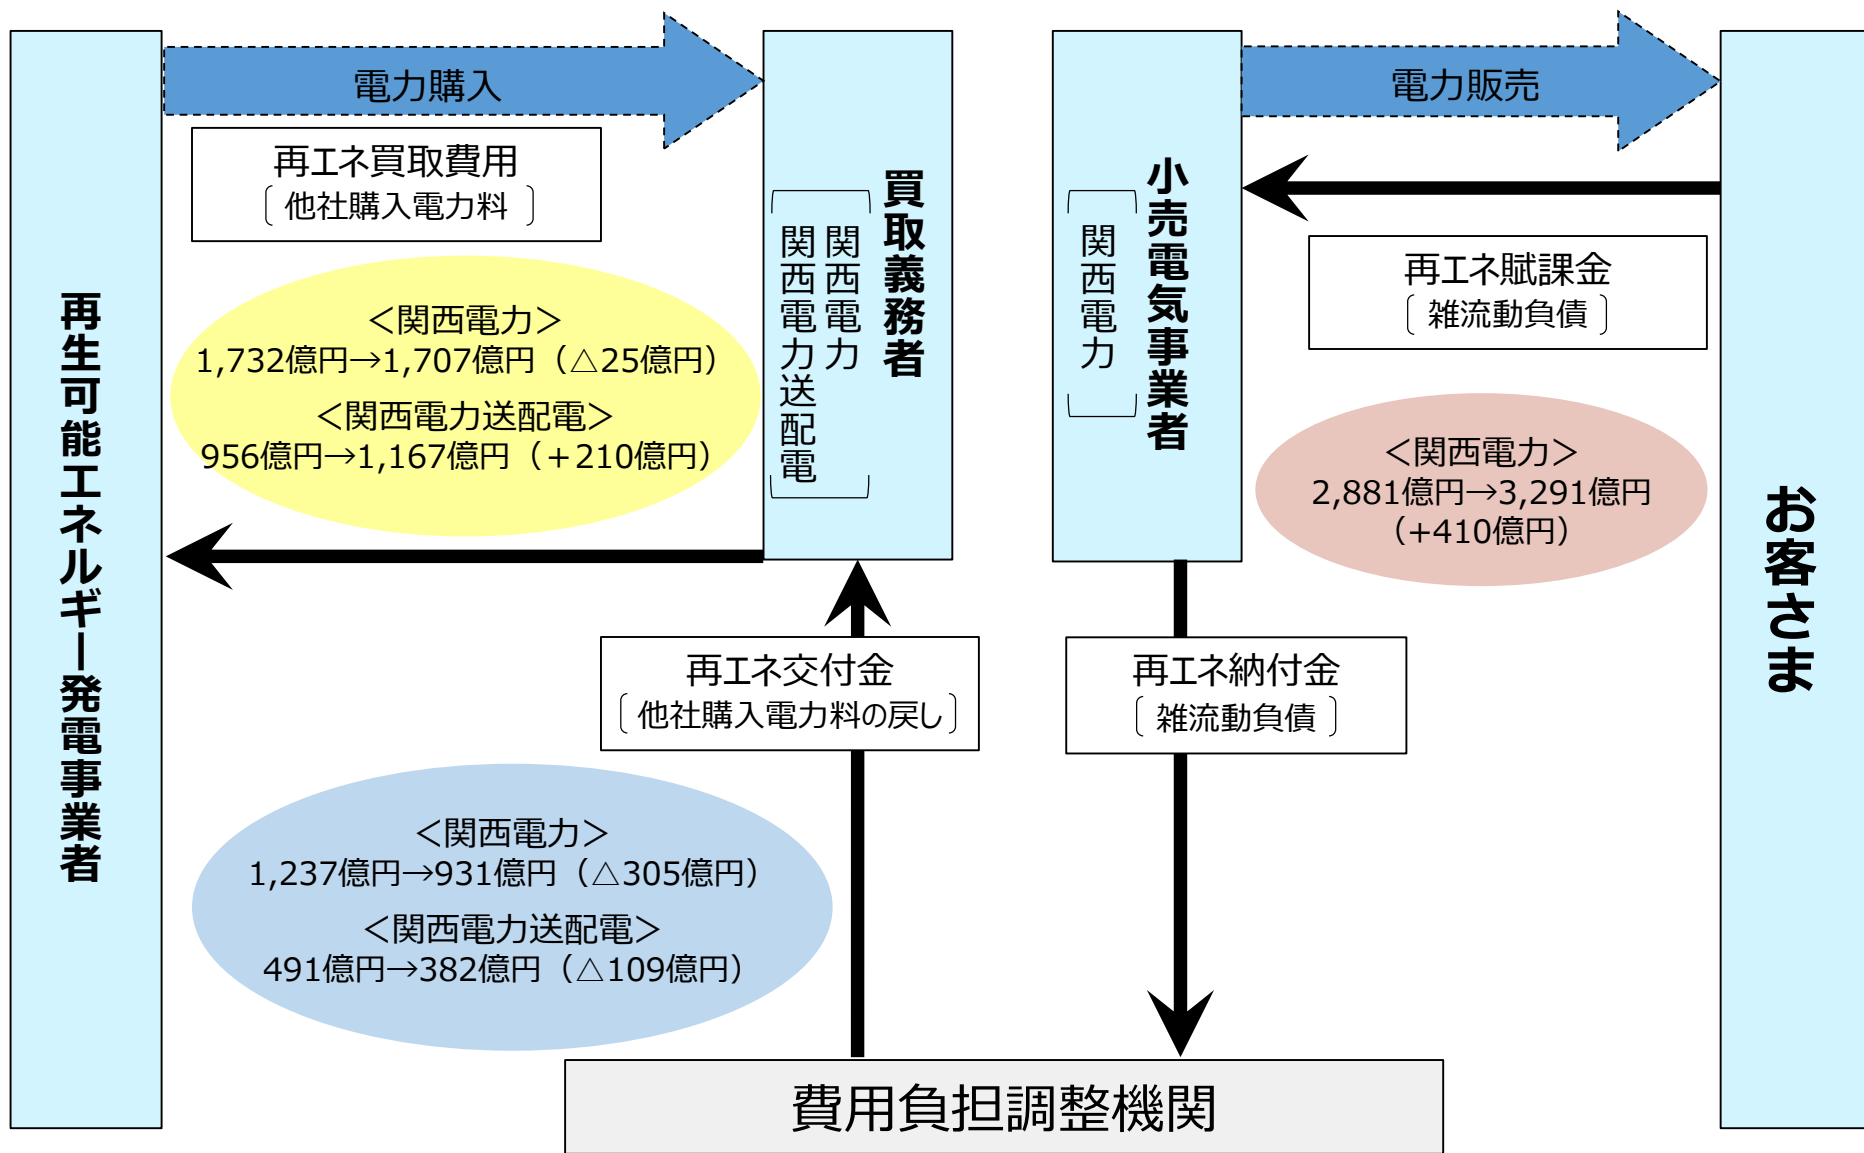 再生可能エネルギー発電事業者
電力購入
再エネ買取費用
〔 他社購入電力料 〕
＜関西電力＞
1,732億円→1,707億円（△25億円）
＜関西電力送配電＞
956億円→1,167億円（＋210億円）
買取義務者
関西電力
関西電力送配電
小売電気事業者
関西電力
電力販売
再エネ賦課金
〔 雑流動負債 〕
＜関西電力＞
2,881億円→3,291億円
（+410億円）
お客さま
再エネ交付金
〔 他社購入電力料の戻し 〕
再エネ納付金
〔 雑流動負債 〕
＜関西電力＞
1,237億円→931億円（△305億円）
＜関西電力送配電＞
491億円→382億円（△109億円）
費用負担調整機関